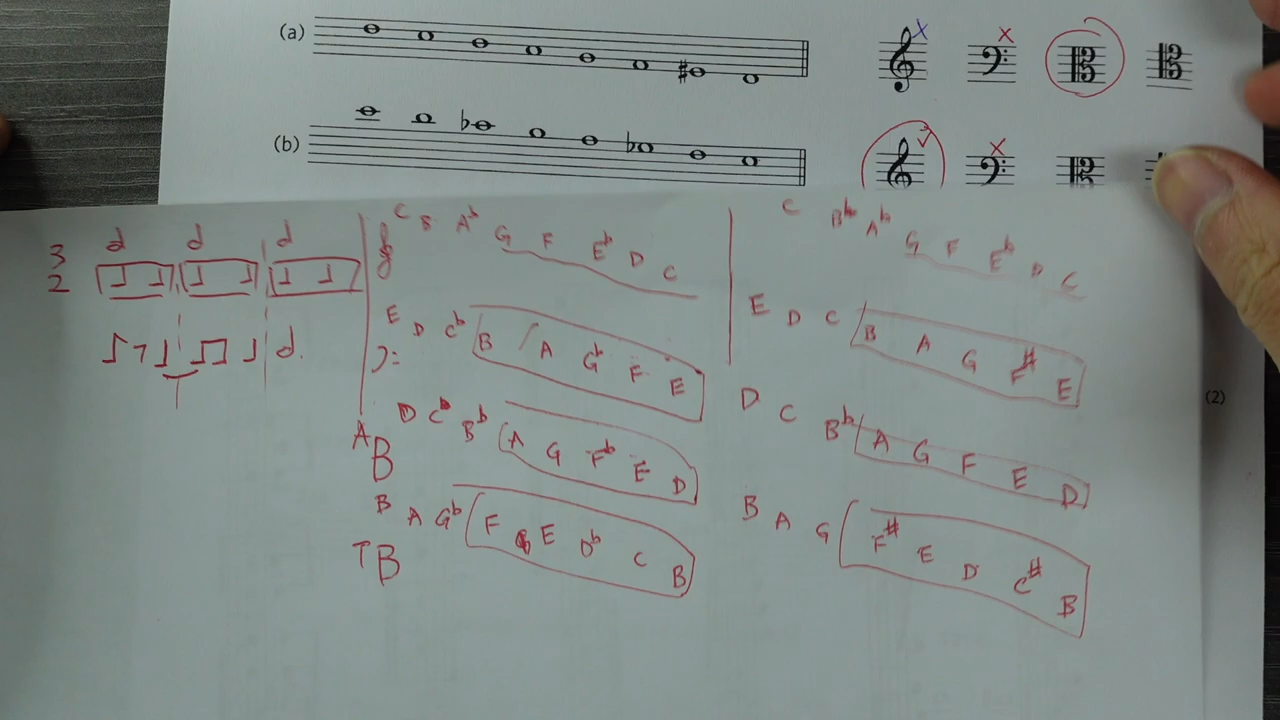 (a) X X
(b) ✓ X
C B A♭ G F E♭ D C
C B♭ A♭ G F E♭ D C
3
2
E D C♭ B A G♭ F E
E D C B A G F# E
(2)
D C♭ B♭ A G F♭ E D
D C B♭ A G F E D
A B
B A G♭ F E D♭ C B
B A G F# E D C# B
T B